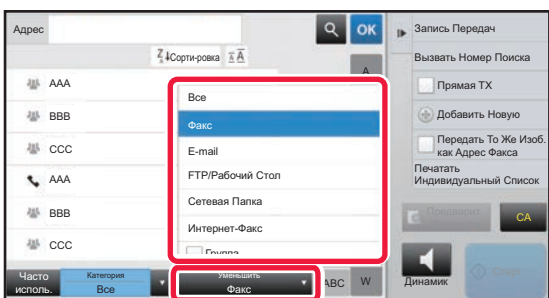 Адрес
OK
Сорти-ровка
A
AAA
BBB
CCC
AAA
BBB
CCC
Все
Факс
E-mail
FTP/Рабочий Стол
Сетевая Папка
Интернет-Факс
Группа
Часто
исполь.
Категория
Все
Уменьшить
Факс
ABC
W
Запись Передач
Вызвать Номер Поиска
Прямая TX
Добавить Новую
Передать То Же Изоб.
как Адрес Факса
Печатать
Индивидуальный Список
CA
Динамик